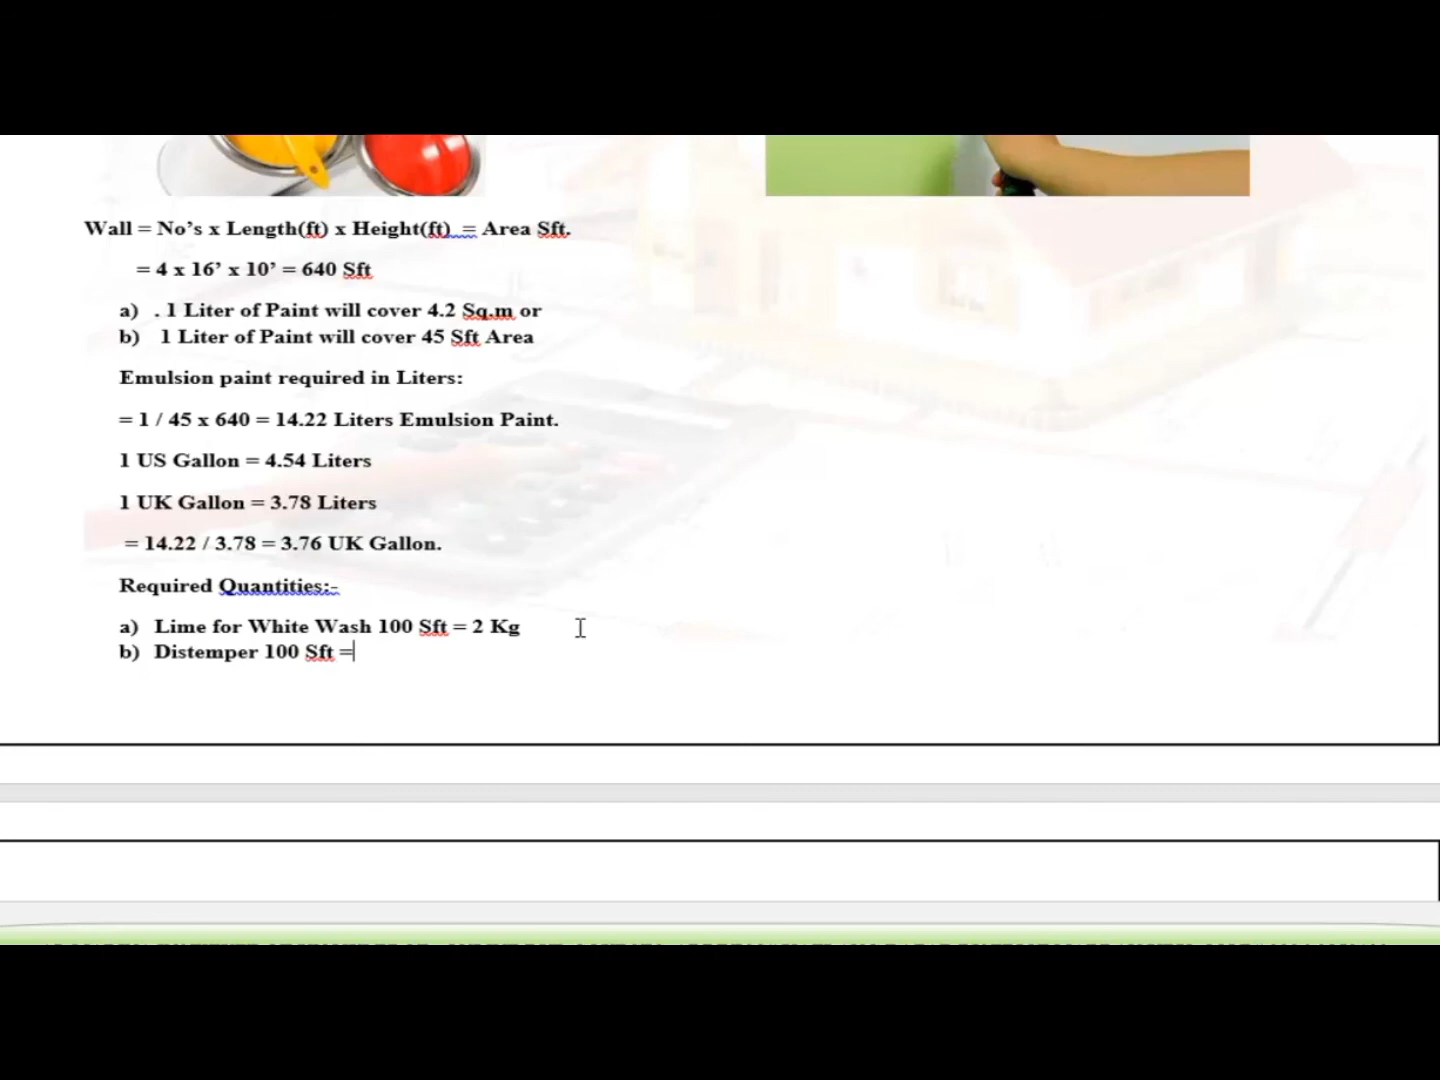 Wall = No’s x Length(ft) x Height(ft) = Area Sft.
= 4 x 16’ x 10’ = 640 Sft
a) . 1 Liter of Paint will cover 4.2 Sq.m or
b) 1 Liter of Paint will cover 45 Sft Area
Emulsion paint required in Liters:
= 1 / 45 x 640 = 14.22 Liters Emulsion Paint.
1 US Gallon = 4.54 Liters
1 UK Gallon = 3.78 Liters
= 14.22 / 3.78 = 3.76 UK Gallon.
Required Quantities:-
a) Lime for White Wash 100 Sft = 2 Kg
b) Distemper 100 Sft =